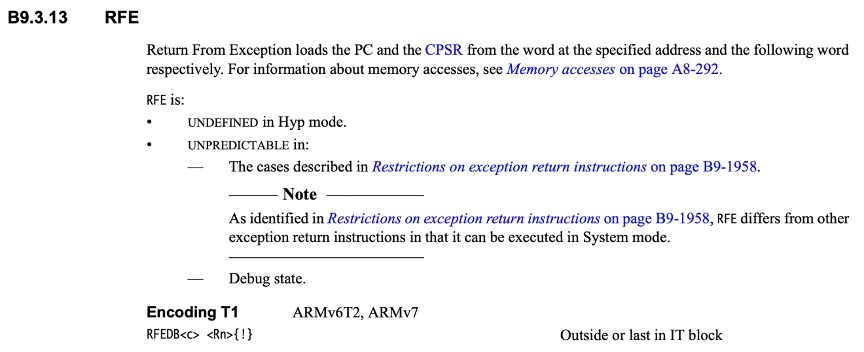 B9.3.13 RFE
Return From Exception loads the PC and the CPSR from the word at the specified address and the following word
respectively. For information about memory accesses, see Memory accesses on page A8-292.
RFE is:
• UNDEFINED in Hyp mode.
• UNPREDICTABLE in:
— The cases described in Restrictions on exception return instructions on page B9-1958.
Note
As identified in Restrictions on exception return instructions on page B9-1958, RFE differs from other
exception return instructions in that it can be executed in System mode.
— Debug state.
Encoding T1 ARMv6T2, ARMv7
RFEDB<c> <Rn>{!} Outside or last in IT block